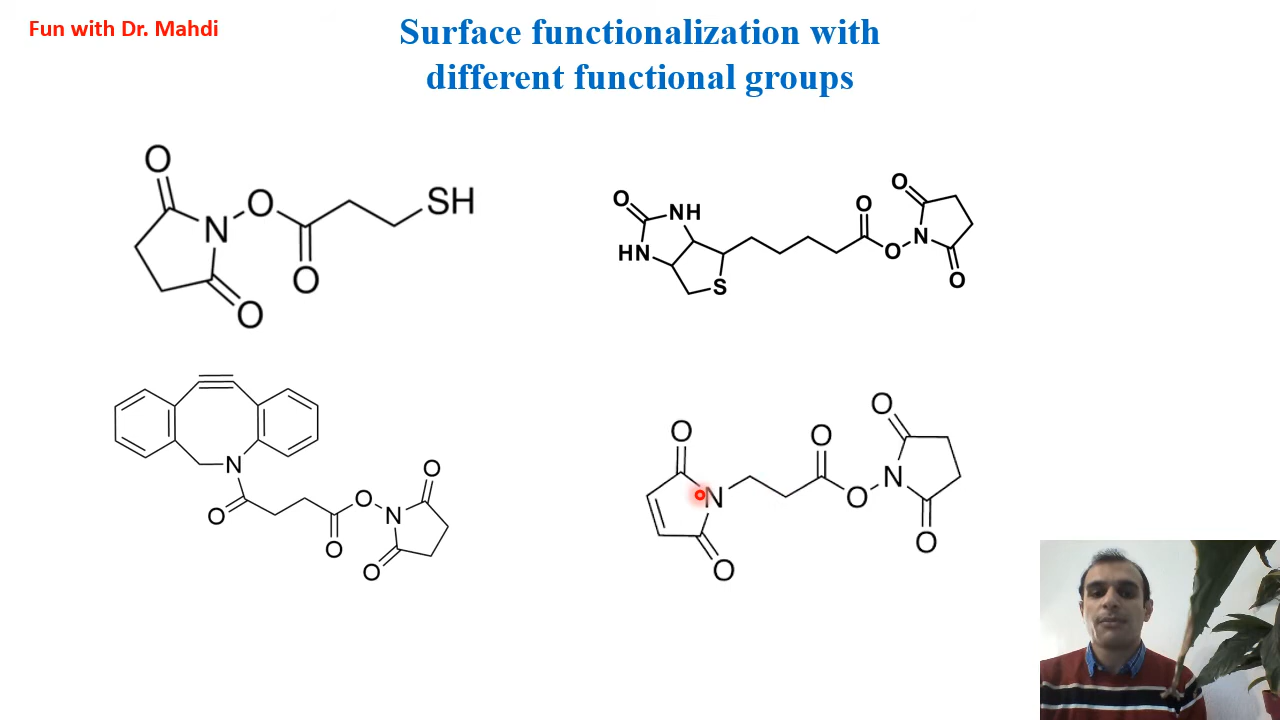 Fun with Dr. Mahdi
Surface functionalization with
different functional groups
O
N
O
O
SH
O
O
NH
HN
S
O
O
N
O
O
N
O
O
O
N
O
O
O
N
O
O
O
N
O
O